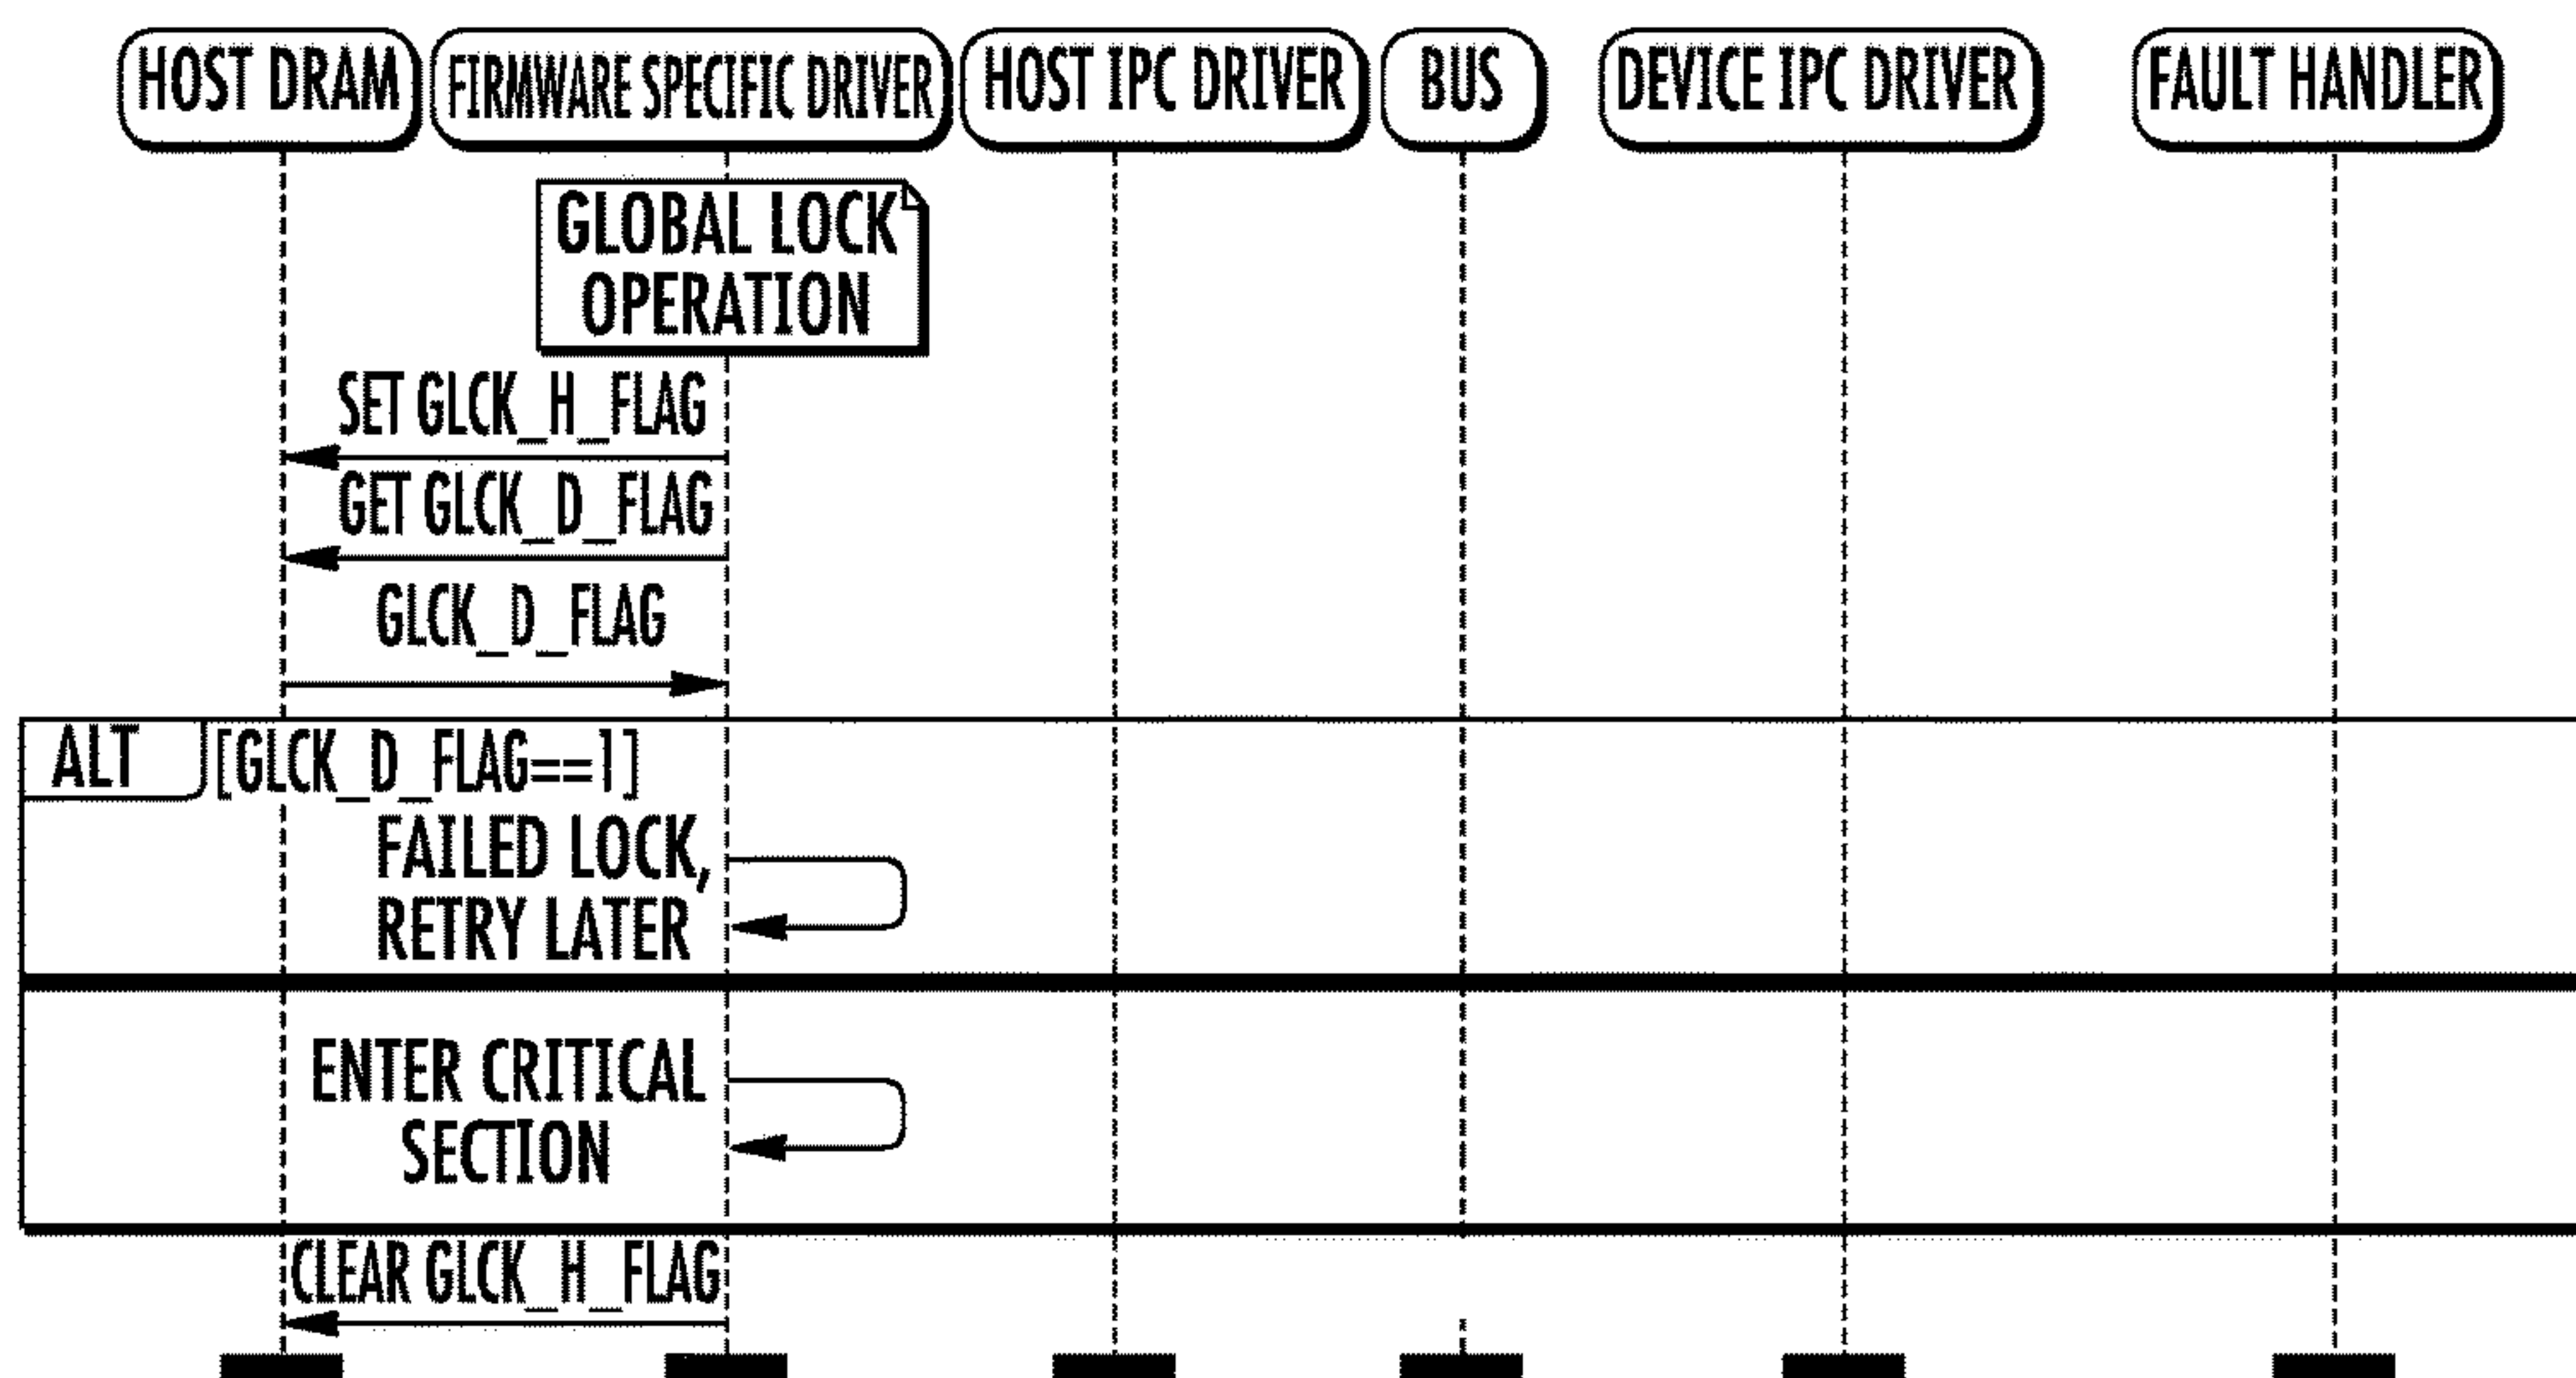 HOST DRAM
FIRMWARE SPECIFIC DRIVER
HOST IPC DRIVER
BUS
DEVICE IPC DRIVER
FAULT HANDLER
GLOBAL LOCK
OPERATION
SET GLCK_H_FLAG
GET GLCK_D_FLAG
GLCK_D_FLAG
ALT
[GLCK_D_FLAG==1]
FAILED LOCK,
RETRY LATER
ENTER CRITICAL
SECTION
CLEAR GLCK_H_FLAG